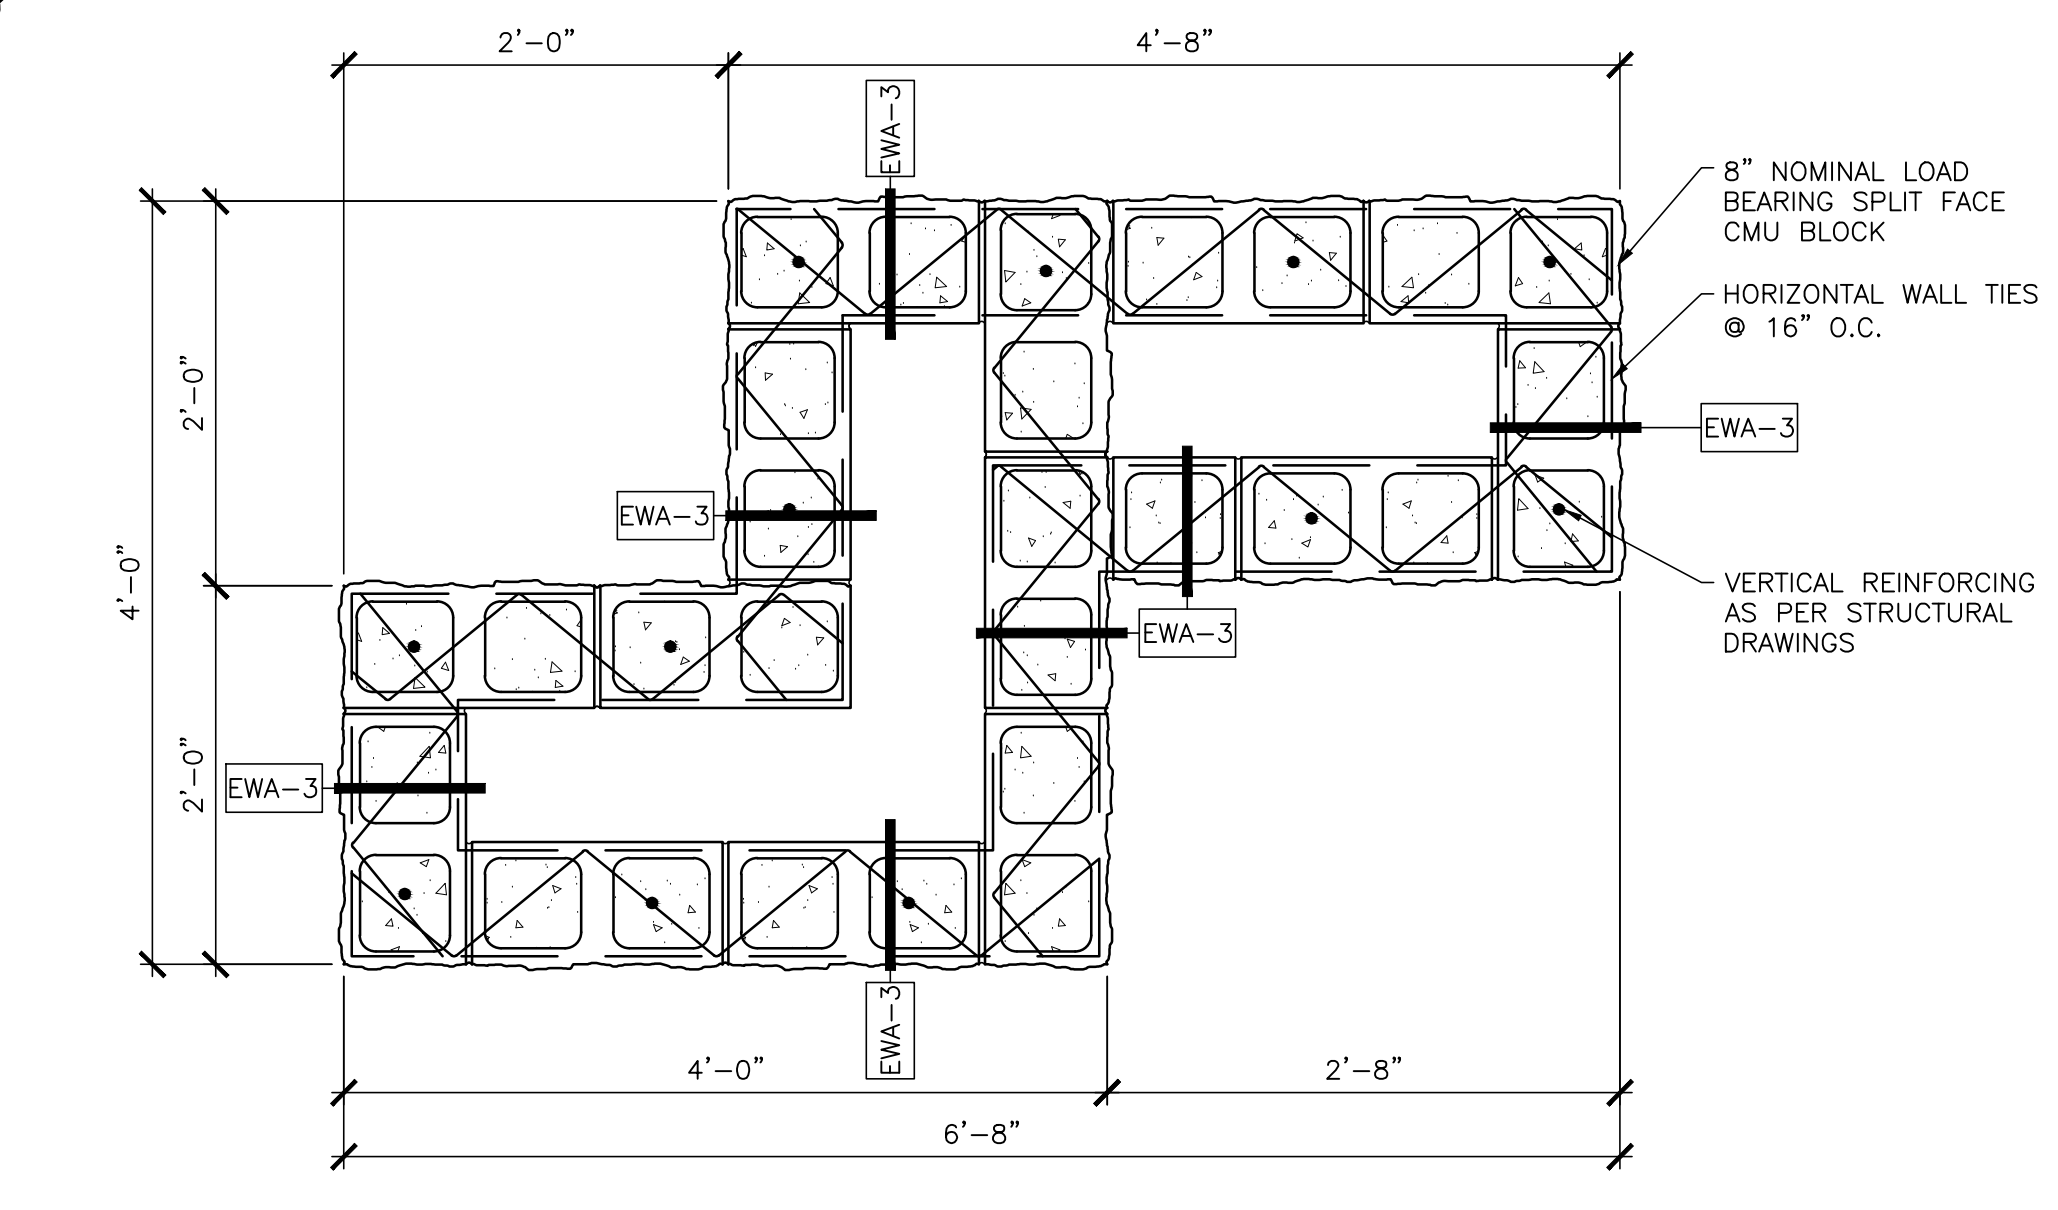 2'-0"
4'-8"
EWA-3
8" NOMINAL LOAD
BEARING SPLIT FACE
CMU BLOCK
HORIZONTAL WALL TIES
@ 16" O.C.
2'-0"
EWA-3
EWA-3
4'-0"
VERTICAL REINFORCING
AS PER STRUCTURAL
DRAWINGS
EWA-3
2'-0"
EWA-3
EWA-3
4'-0"
2'-8"
6'-8"